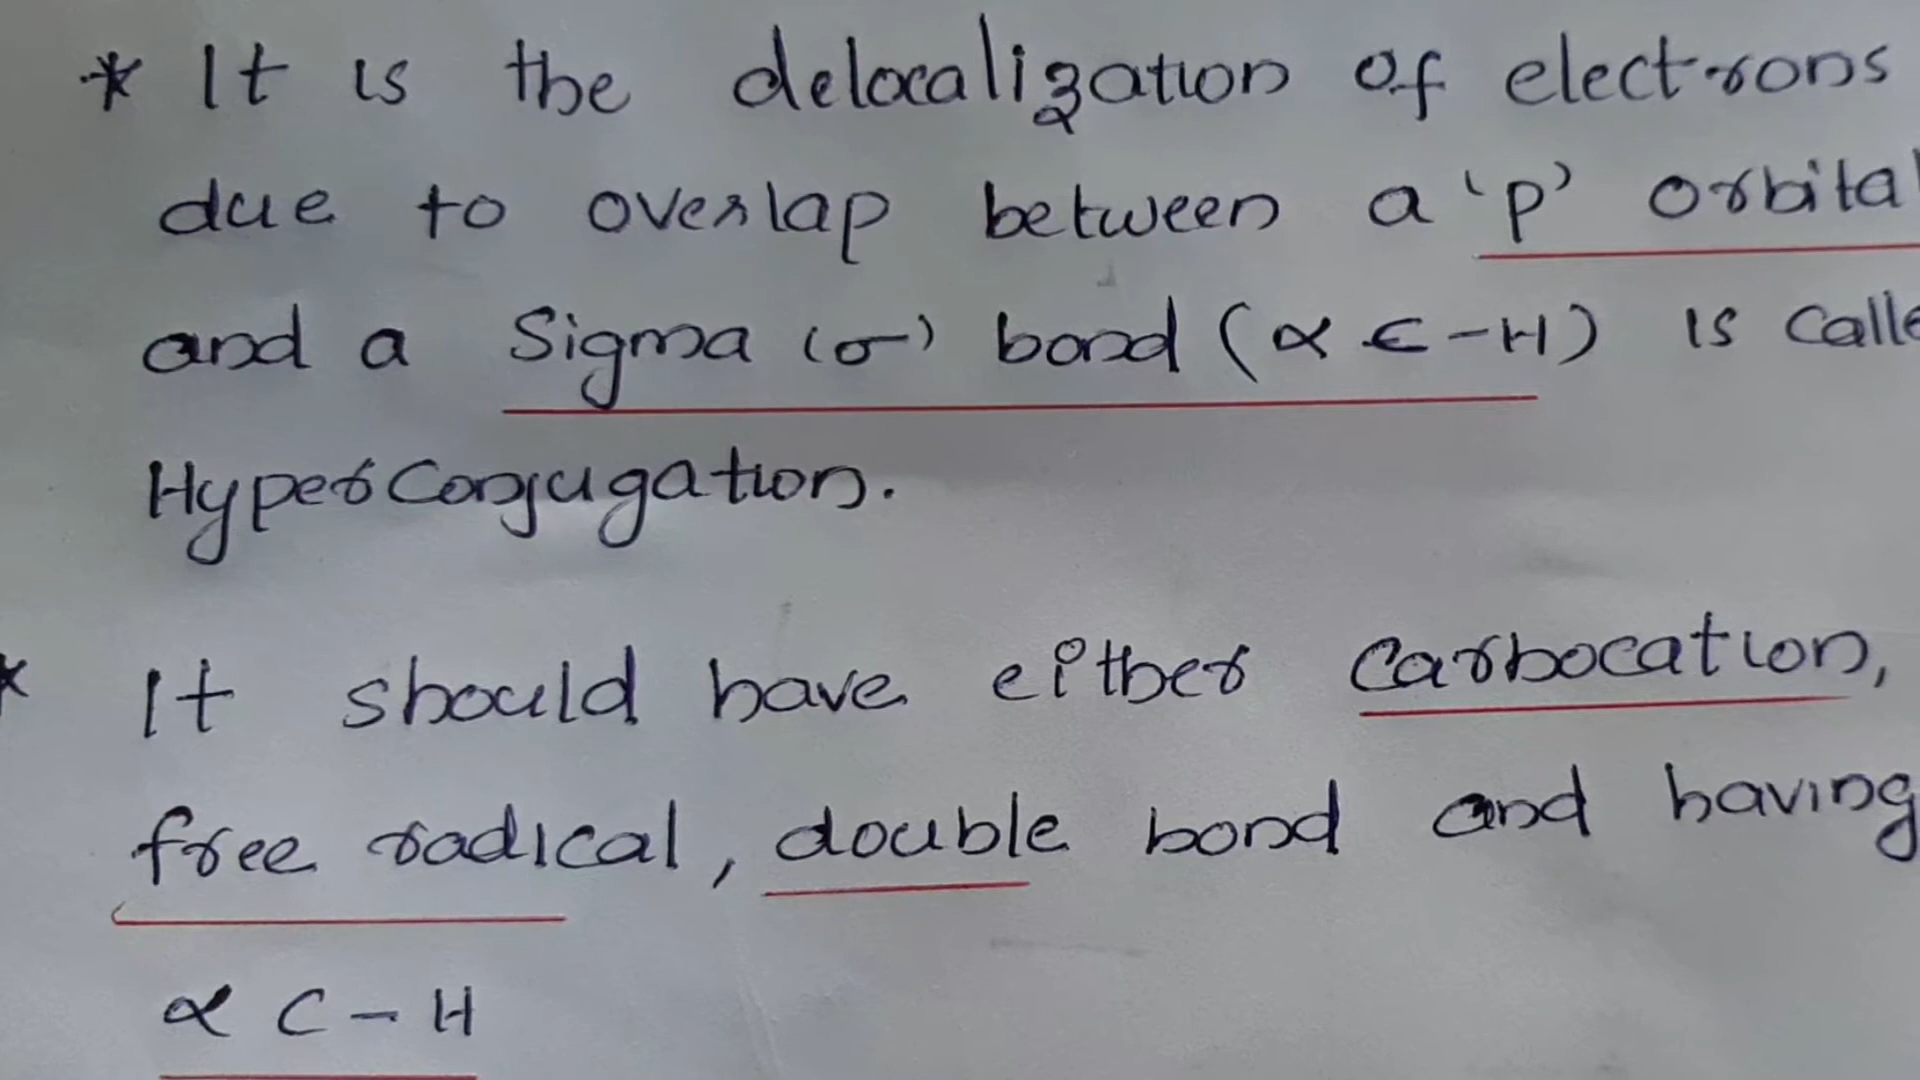 * It is the delocalization of electrons
due to overlap between a 'p' orbital
and a Sigma (σ) bond (α C-H) is calle
HyperConjugation.
* It should have either Carbocation,
free radical, double bond and having
α C-H